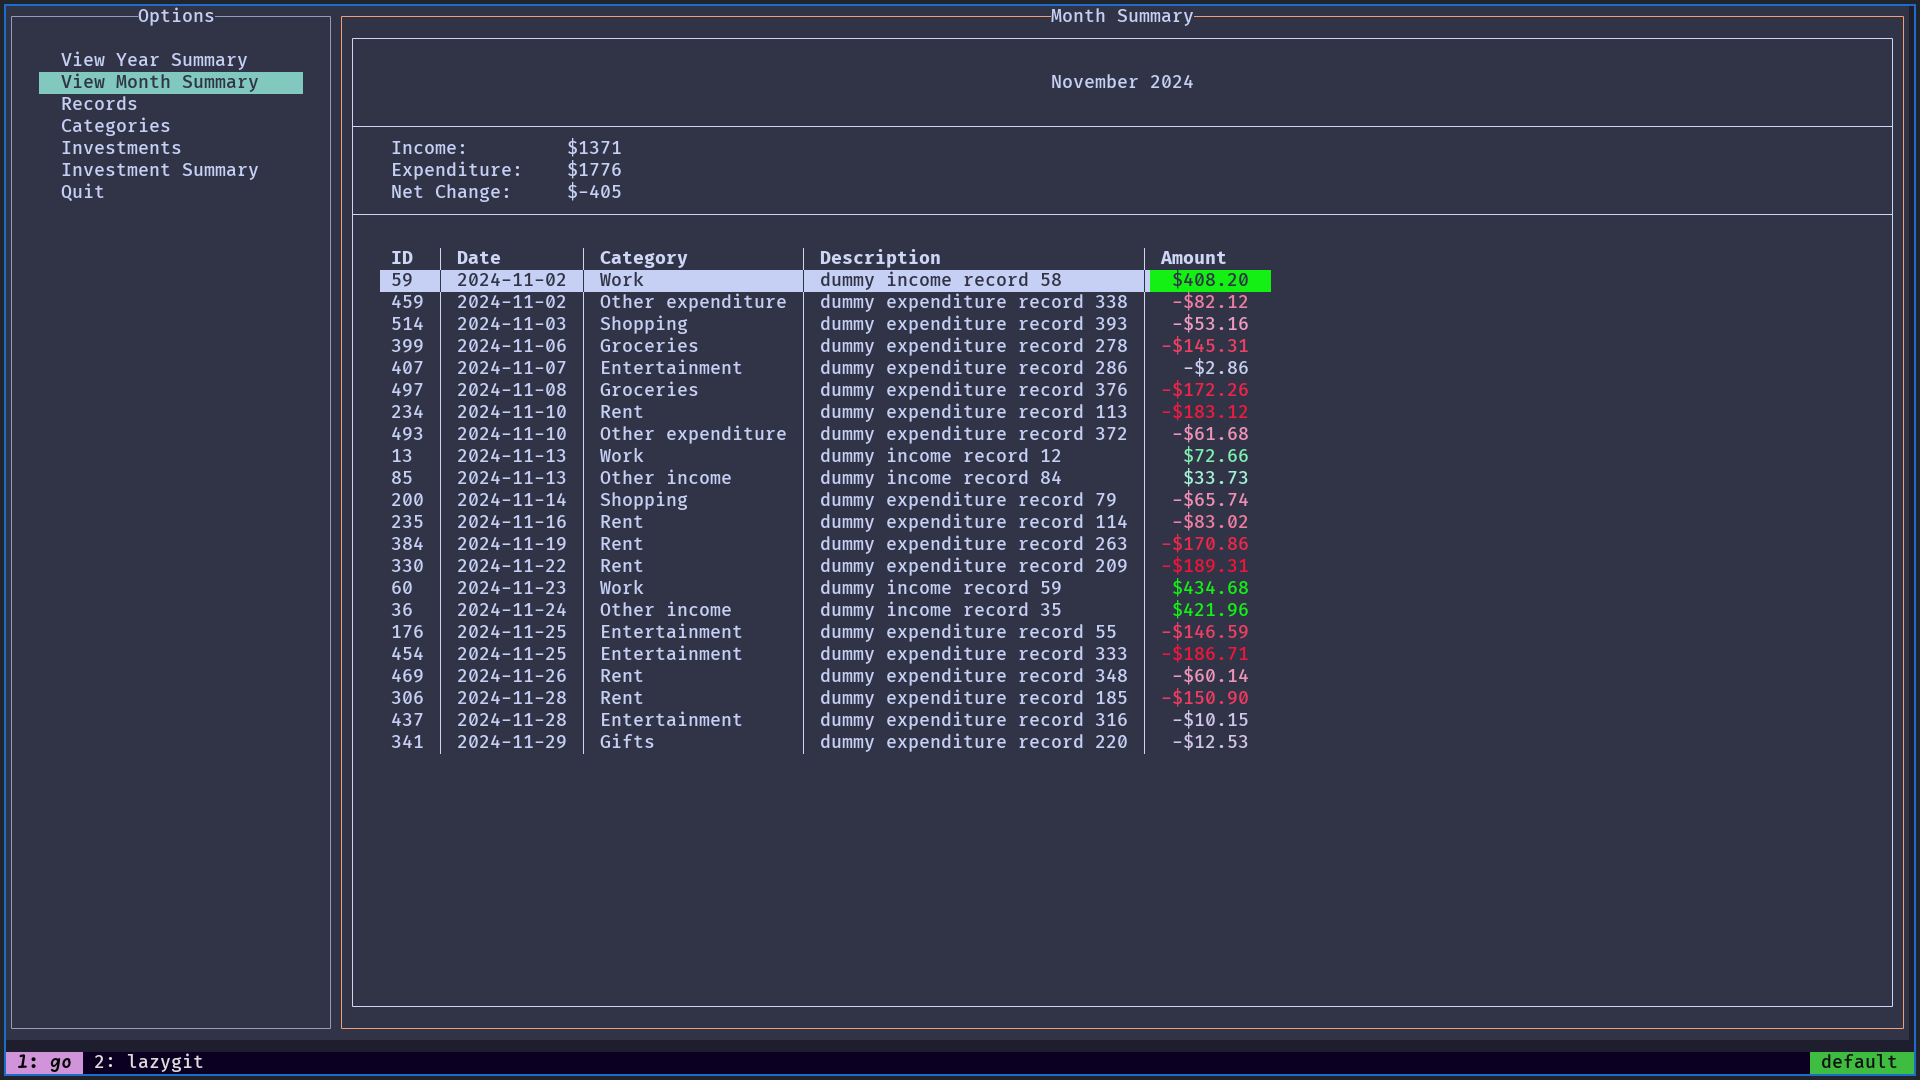 Options
View Year Summary
View Month Summary
Records
Categories
Investments
Investment Summary
Quit
Month Summary
November 2024
Income: $1371
Expenditure: $1776
Net Change: $-405
ID Date Category Description Amount
59 2024-11-02 Work dummy income record 58 $408.20
459 2024-11-02 Other expenditure dummy expenditure record 338 -$82.12
514 2024-11-03 Shopping dummy expenditure record 393 -$53.16
399 2024-11-06 Groceries dummy expenditure record 278 -$145.31
407 2024-11-07 Entertainment dummy expenditure record 286 -$2.86
497 2024-11-08 Groceries dummy expenditure record 376 -$172.26
234 2024-11-10 Rent dummy expenditure record 113 -$183.12
493 2024-11-10 Other expenditure dummy expenditure record 372 -$61.68
13 2024-11-13 Work dummy income record 12 $72.66
85 2024-11-13 Other income dummy income record 84 $33.73
200 2024-11-14 Shopping dummy expenditure record 79 -$65.74
235 2024-11-16 Rent dummy expenditure record 114 -$83.02
384 2024-11-19 Rent dummy expenditure record 263 -$170.86
330 2024-11-22 Rent dummy expenditure record 209 -$189.31
60 2024-11-23 Work dummy income record 59 $434.68
36 2024-11-24 Other income dummy income record 35 $421.96
176 2024-11-25 Entertainment dummy expenditure record 55 -$146.59
454 2024-11-25 Entertainment dummy expenditure record 333 -$186.71
469 2024-11-26 Rent dummy expenditure record 348 -$60.14
306 2024-11-28 Rent dummy expenditure record 185 -$150.90
437 2024-11-28 Entertainment dummy expenditure record 316 -$10.15
341 2024-11-29 Gifts dummy expenditure record 220 -$12.53
1: go 2: lazygit default